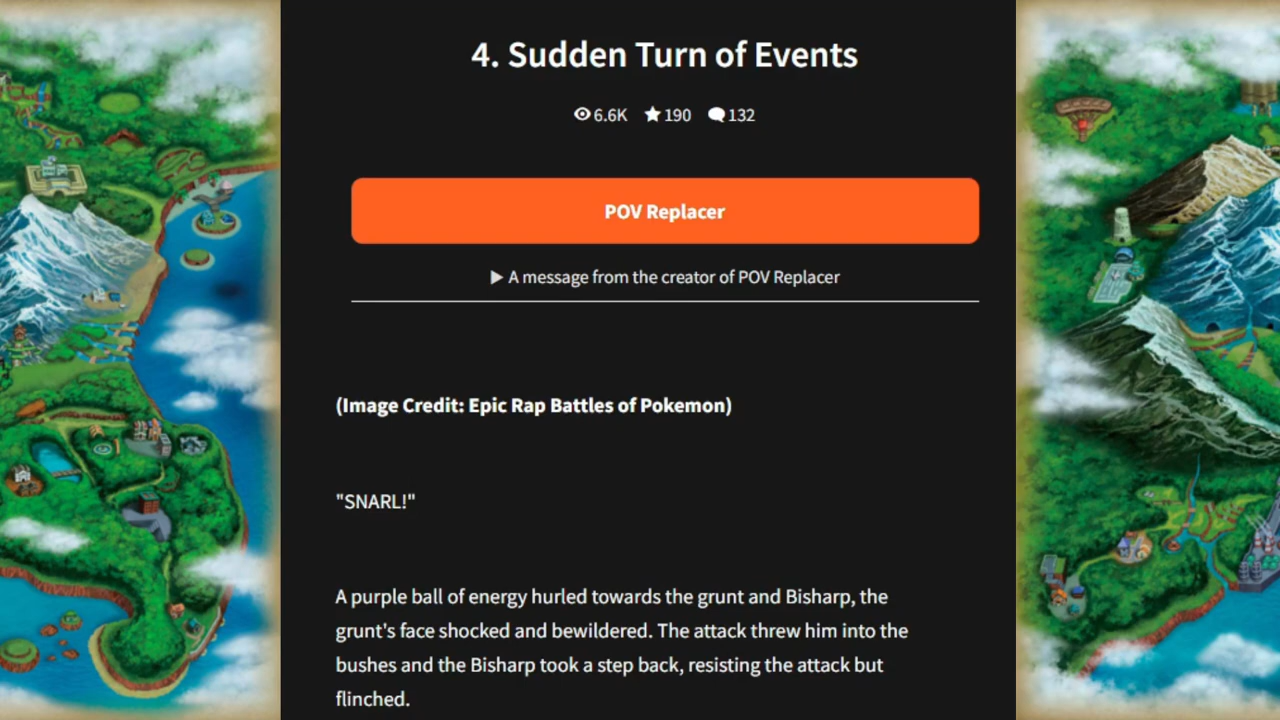 4. Sudden Turn of Events
6.6K 190 132
POV Replacer
▶ A message from the creator of POV Replacer
(Image Credit: Epic Rap Battles of Pokemon)
"SNARL!"
A purple ball of energy hurled towards the grunt and Bisharp, the
grunt's face shocked and bewildered. The attack threw him into the
bushes and the Bisharp took a step back, resisting the attack but
flinched.